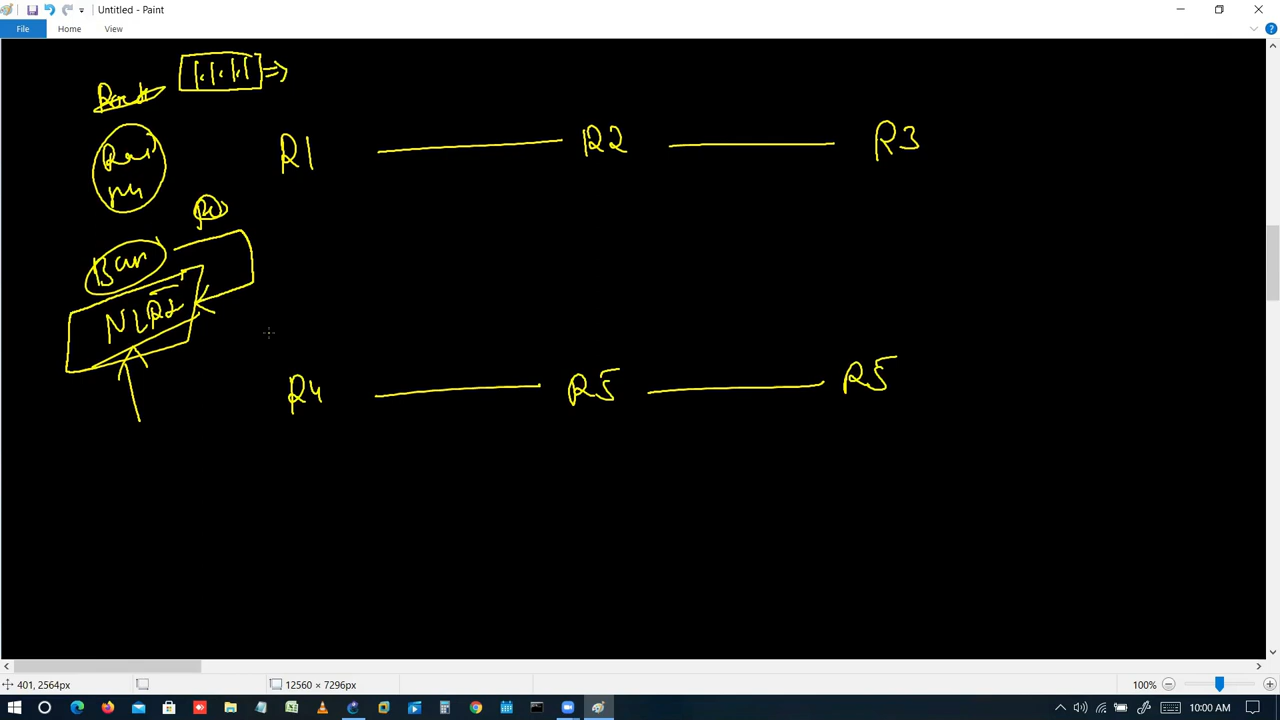 Untitled - Paint
File Home View
R1 R2 R3
NLRI
R4 R5 R5
401, 2564px 12560 × 7296px 100%
10:00 AM